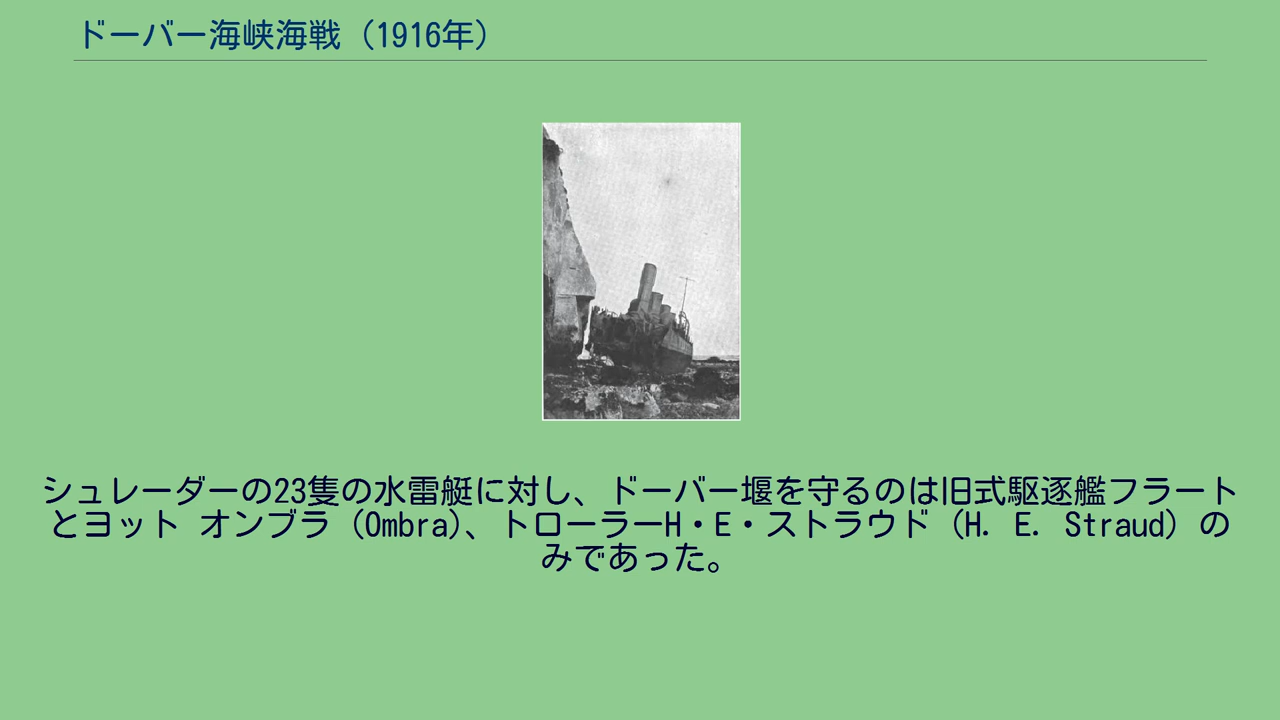 ドーバー海峡海戦（1916年）
シュレーダーの23隻の水雷艇に対し、ドーバー堰を守るのは旧式駆逐艦フラート
とヨット オンブラ（Ombra)、トローラーH・E・ストラウド（H. E. Straud）の
みであった。